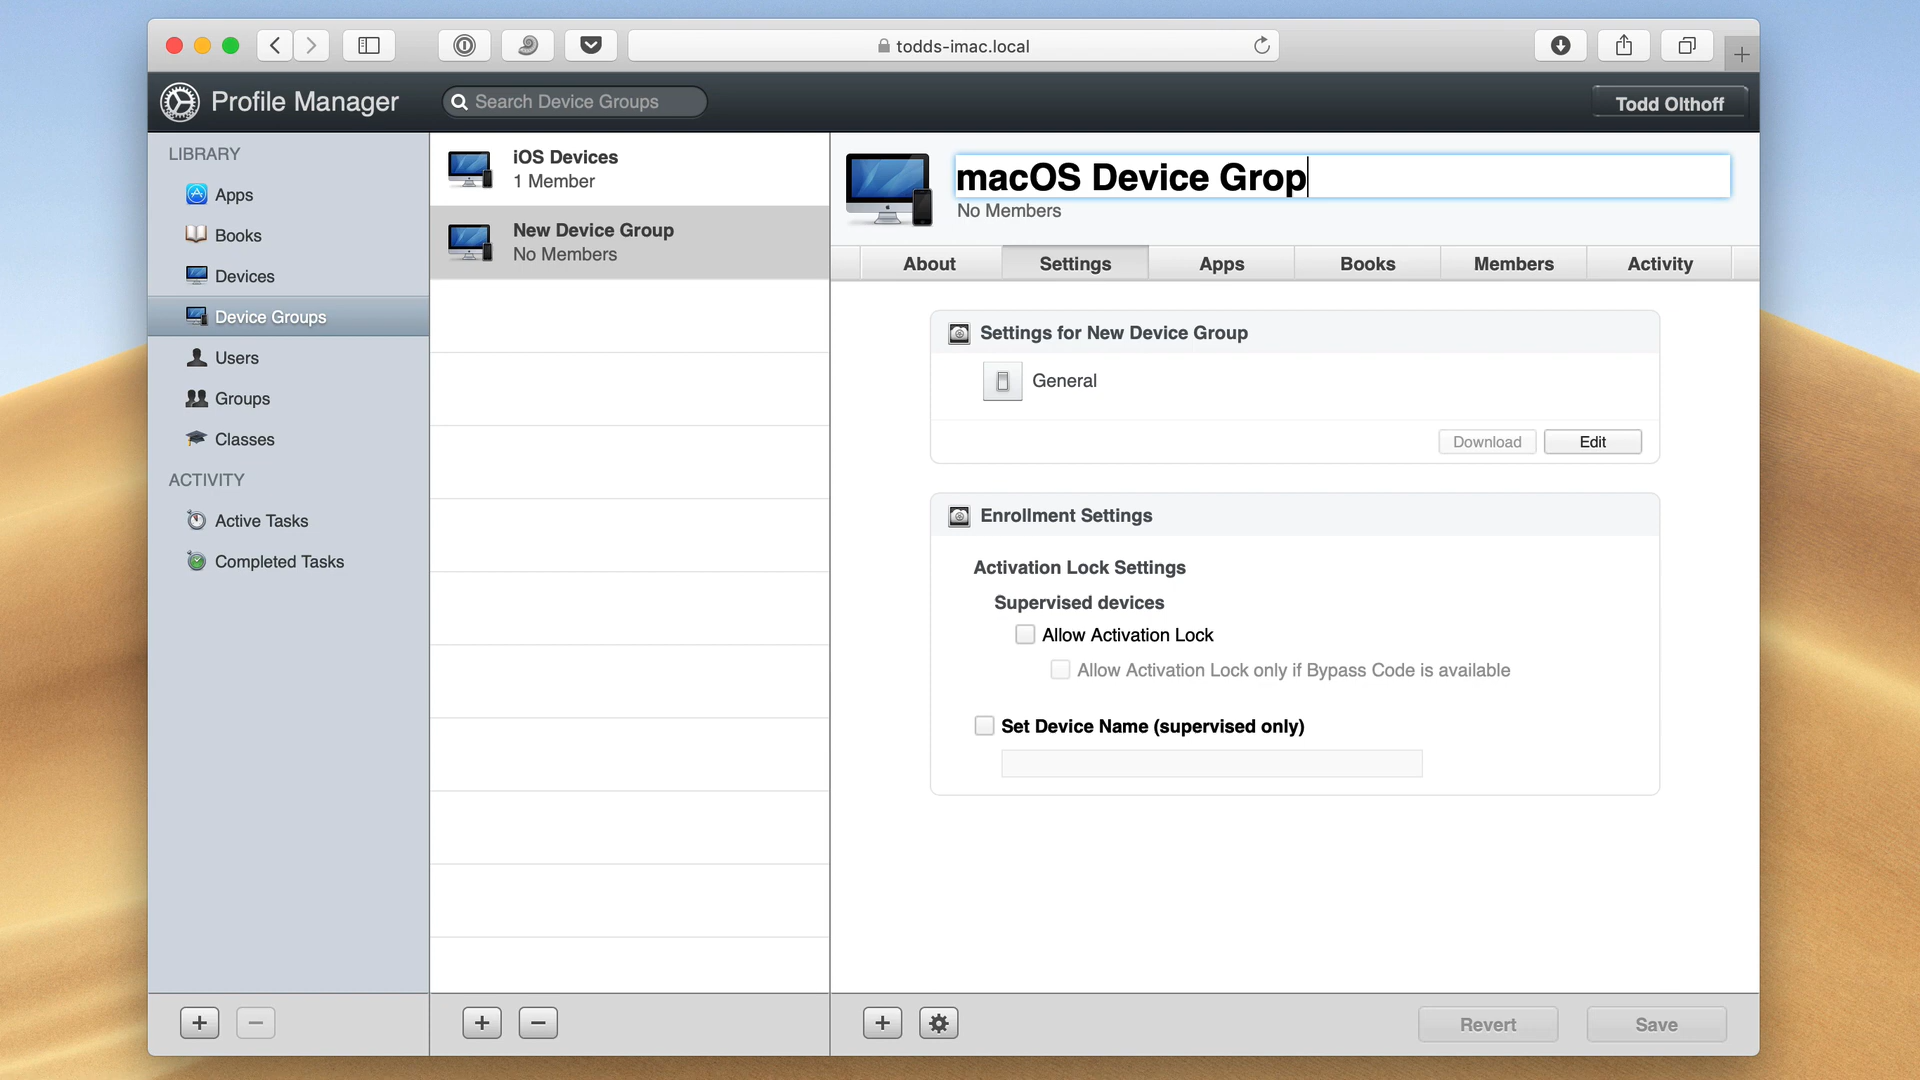 todds-imac.local
Profile Manager
Search Device Groups
Todd Olthoff
LIBRARY
Apps
Books
Devices
Device Groups
Users
Groups
Classes
ACTIVITY
Active Tasks
Completed Tasks
iOS Devices
1 Member
New Device Group
No Members
macOS Device Grop
No Members
About Settings Apps Books Members Activity
Settings for New Device Group
General
Download Edit
Enrollment Settings
Activation Lock Settings
Supervised devices
Allow Activation Lock
Allow Activation Lock only if Bypass Code is available
Set Device Name (supervised only)
Revert Save